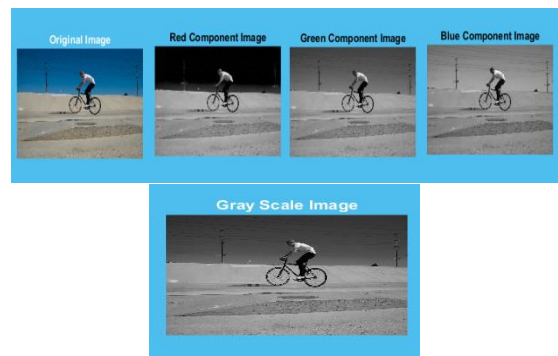 Original Image
Red Component Image
Green Component Image
Blue Component Image
Gray Scale Image